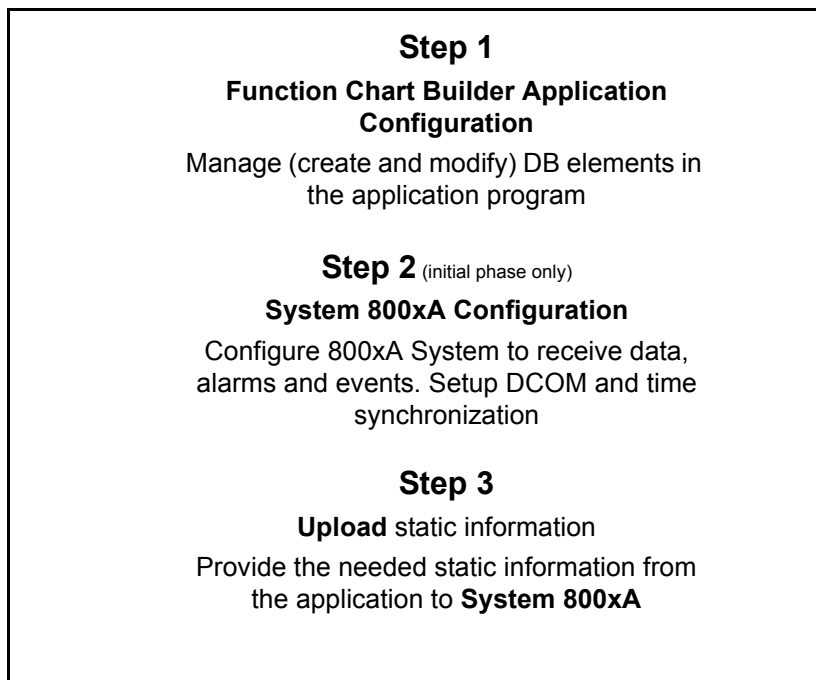 Step 1
Function Chart Builder Application
Configuration
Manage (create and modify) DB elements in
the application program
Step 2 (initial phase only)
System 800xA Configuration
Configure 800xA System to receive data,
alarms and events. Setup DCOM and time
synchronization
Step 3
Upload static information
Provide the needed static information from
the application to System 800xA